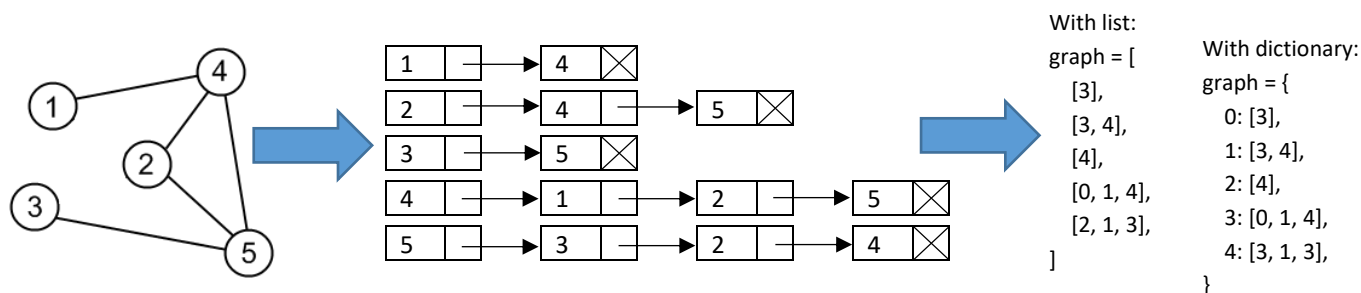 1
4
2
3
5
1 4
2 4 5
3 5
4 1 2 5
5 3 2 4
With list:
graph = [
[3],
[3, 4],
[4],
[0, 1, 4],
[2, 1, 3],
]
With dictionary:
graph = {
0: [3],
1: [3, 4],
2: [4],
3: [0, 1, 4],
4: [3, 1, 3],
}